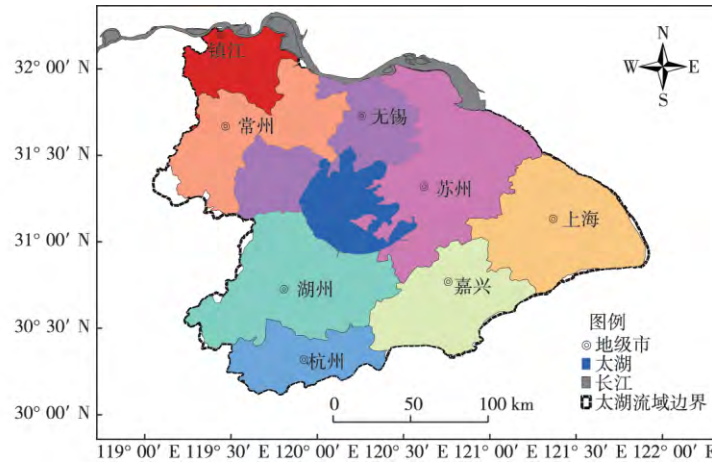 N
W E
S
32° 00′ N
31° 30′ N
31° 00′ N
30° 30′ N
30° 00′ N
镇江
常州
无锡
苏州
上海
湖州
嘉兴
杭州
图例
地级市
太湖
长江
太湖流域边界
0 50 100 km
119° 00′ E 119° 30′ E 120° 00′ E 120° 30′ E 121° 00′ E 121° 30′ E 122° 00′ E